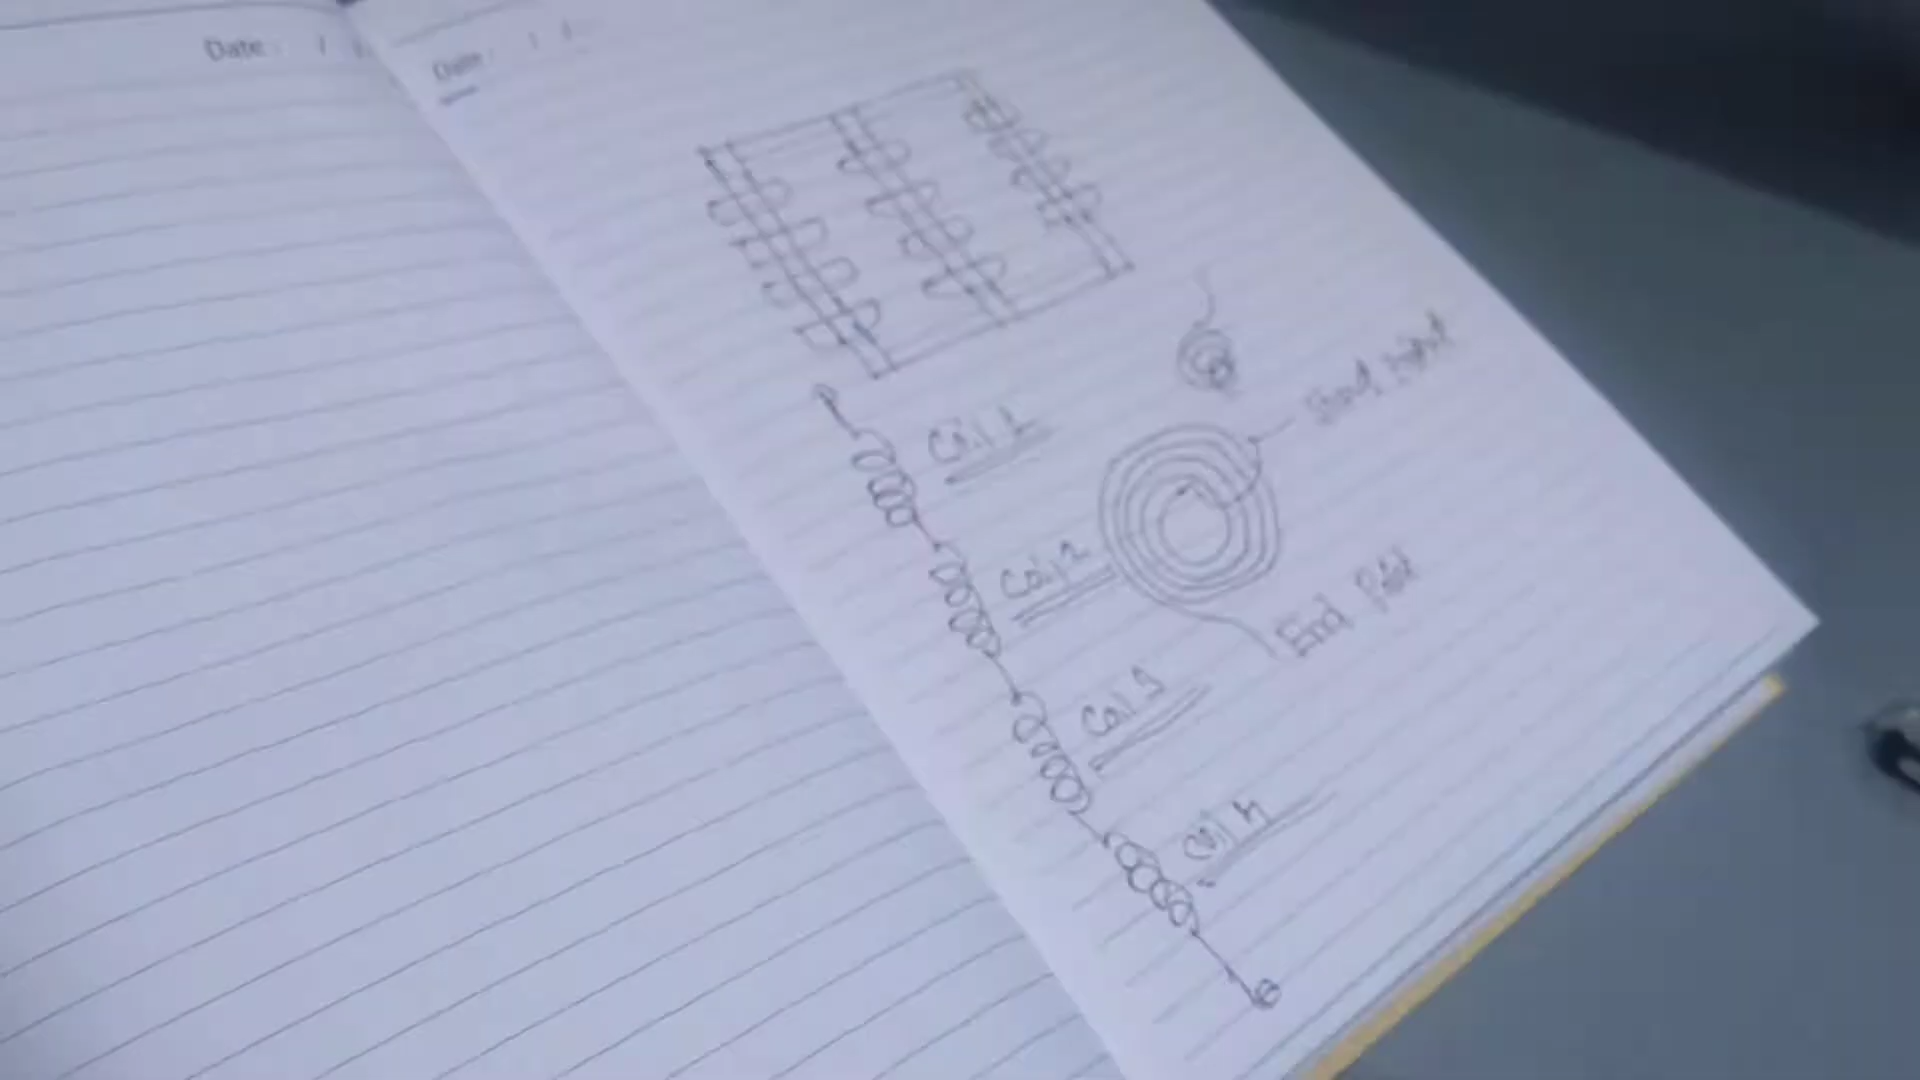 Date : / /
Date : / /
Coil 1
Start point
Coil 2
End point
Coil 3
Coil 4